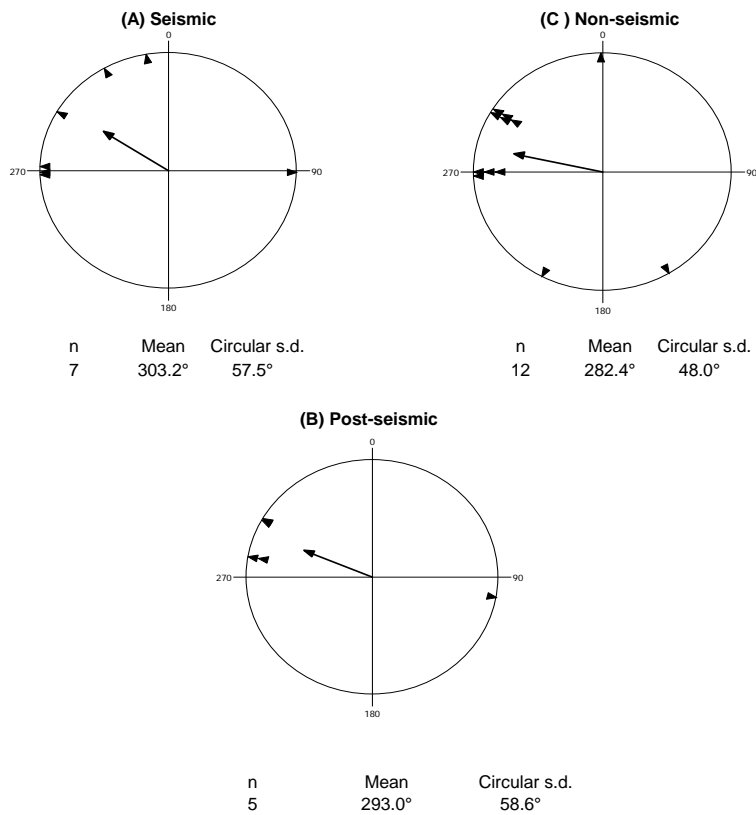 (A) Seismic
0
270
90
180
n Mean Circular s.d.
7 303.2° 57.5°
(C ) Non-seismic
0
270
90
180
n Mean Circular s.d.
12 282.4° 48.0°
(B) Post-seismic
0
270
90
180
n Mean Circular s.d.
5 293.0° 58.6°